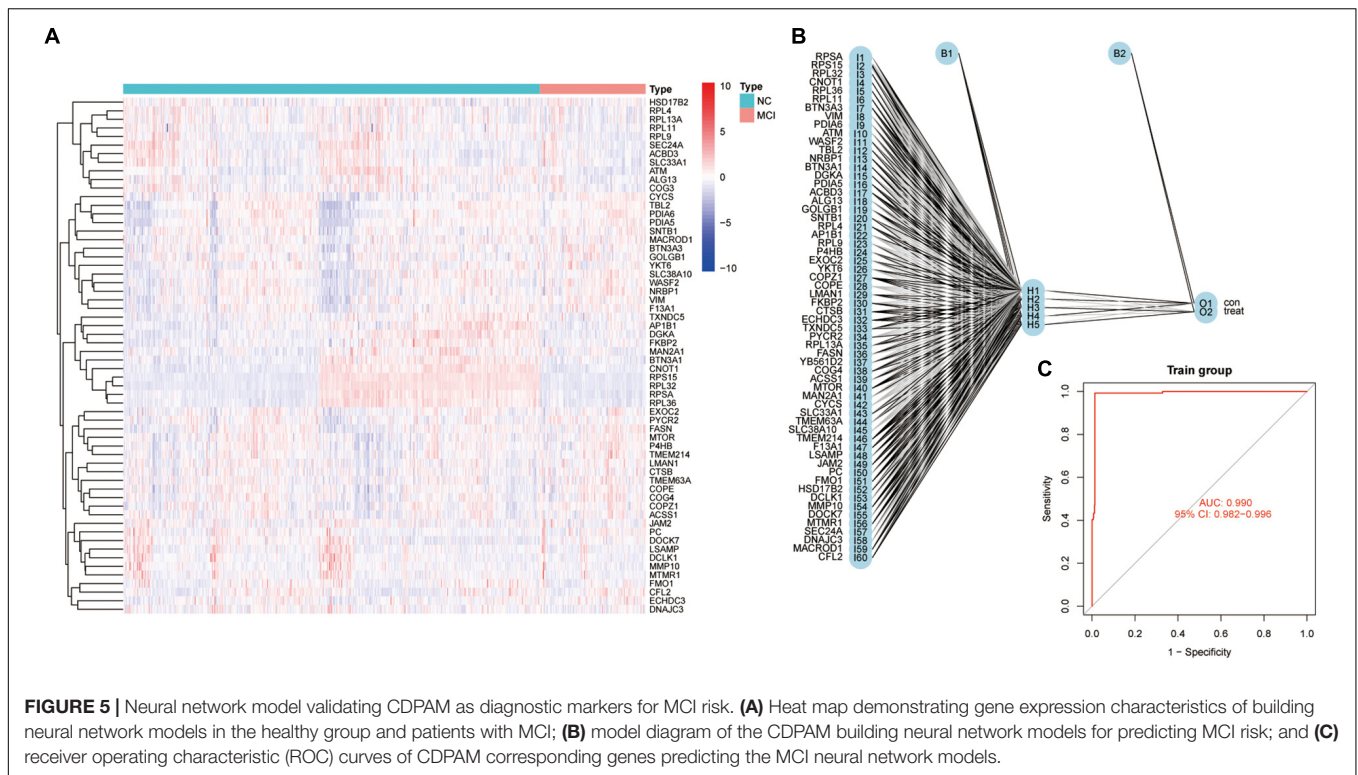 A
B
Type
HSD17B2
RPL4
RPL13A
RPL11
RPL9
SEC24A
ACBD3
SLC33A1
ATM
ALG13
COG3
CYCS
TBL2
PDIA6
PDIA5
SNTB1
MACROD1
BTN3A3
GOLGB1
YKT6
SLC38A10
WASF2
NRBP1
VIM
F13A1
TXNDC5
AP1B1
DGKA
FKBP2
MAN2A1
BTN3A1
CNOT1
RPS15
RPL32
RPSA
RPL36
EXOC2
PYCR2
FASN
MTOR
P4HB
TMEM214
LMAN1
CTSB
TMEM63A
COPE
COG4
COPZ1
ACSS1
JAM2
PC
DOCK7
LSAMP
DCLK1
MMP10
MTMR1
FMO1
CFL2
ECHDC3
DNAJC3
10
5
0
−5
−10
Type
NC
MCI
RPSA I1
RPS15 I2
RPL32 I3
CNOT1 I4
RPL36 I5
RPL11 I6
BTN3A3 I7
VIM I8
PDIA6 I9
ATM I10
WASF2 I11
TBL2 I12
NRBP1 I13
BTN3A1 I14
DGKA I15
PDIA5 I16
ACBD3 I17
ALG13 I18
GOLGB1 I19
SNTB1 I20
RPL4 I21
AP1B1 I22
RPL9 I23
P4HB I24
EXOC2 I25
YKT6 I26
COPZ1 I27
COPE I28
LMAN1 I29
FKBP2 I30
CTSB I31
ECHDC3 I32
TXNDC5 I33
PYCR2 I34
RPL13A I35
FASN I36
YB561D2 I37
COG4 I38
ACSS1 I39
MTOR I40
MAN2A1 I41
CYCS I42
SLC33A1 I43
TMEM63A I44
SLC38A10 I45
TMEM214 I46
F13A1 I47
LSAMP I48
JAM2 I49
PC I50
FMO1 I51
HSD17B2 I52
DCLK1 I53
MMP10 I54
DOCK7 I55
MTMR1 I56
SEC24A I57
DNAJC3 I58
MACROD1 I59
CFL2 I60
B1
B2
H1
H2
H3
H4
H5
O1 con
O2 treat
C
Train group
Sensitivity
1.0
0.8
0.6
0.4
0.2
0.0
AUC: 0.990
95% CI: 0.982−0.996
0.0 0.2 0.4 0.6 0.8 1.0
1 − Specificity
FIGURE 5 | Neural network model validating CDPAM as diagnostic markers for MCI risk. (A) Heat map demonstrating gene expression characteristics of building
neural network models in the healthy group and patients with MCI; (B) model diagram of the CDPAM building neural network models for predicting MCI risk; and (C)
receiver operating characteristic (ROC) curves of CDPAM corresponding genes predicting the MCI neural network models.